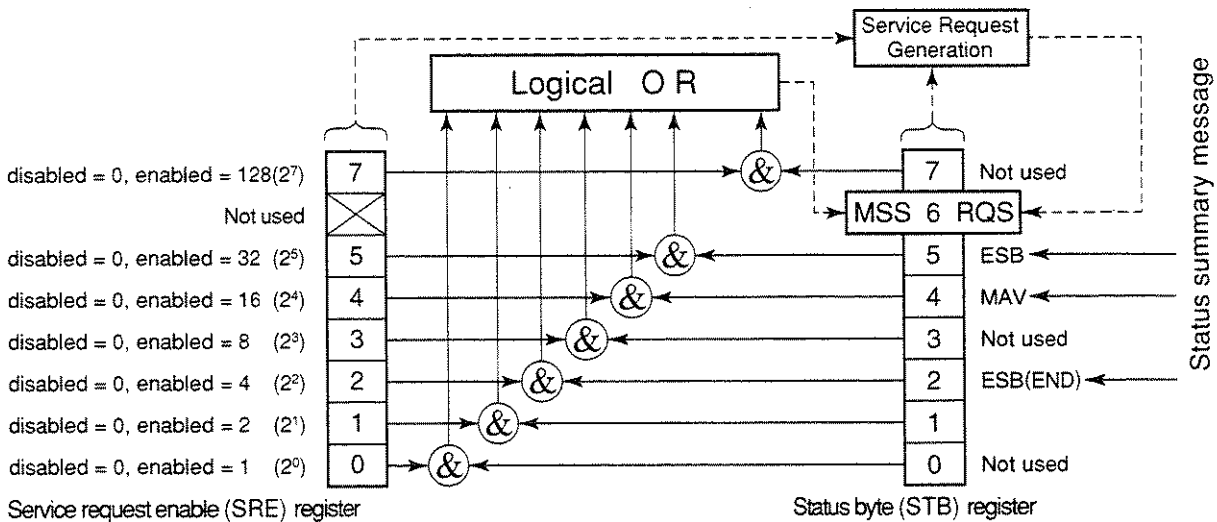 Service Request
Generation
Logical OR
Status summary message
disabled = 0, enabled = 128(2⁷) 7 & 7 Not used
Not used MSS 6 RQS
disabled = 0, enabled = 32 (2⁵) 5 & 5 ESB
disabled = 0, enabled = 16 (2⁴) 4 & 4 MAV
disabled = 0, enabled = 8 (2³) 3 & 3 Not used
disabled = 0, enabled = 4 (2²) 2 & 2 ESB(END)
disabled = 0, enabled = 2 (2¹) 1 & 1
disabled = 0, enabled = 1 (2⁰) 0 & 0 Not used
Service request enable (SRE) register Status byte (STB) register